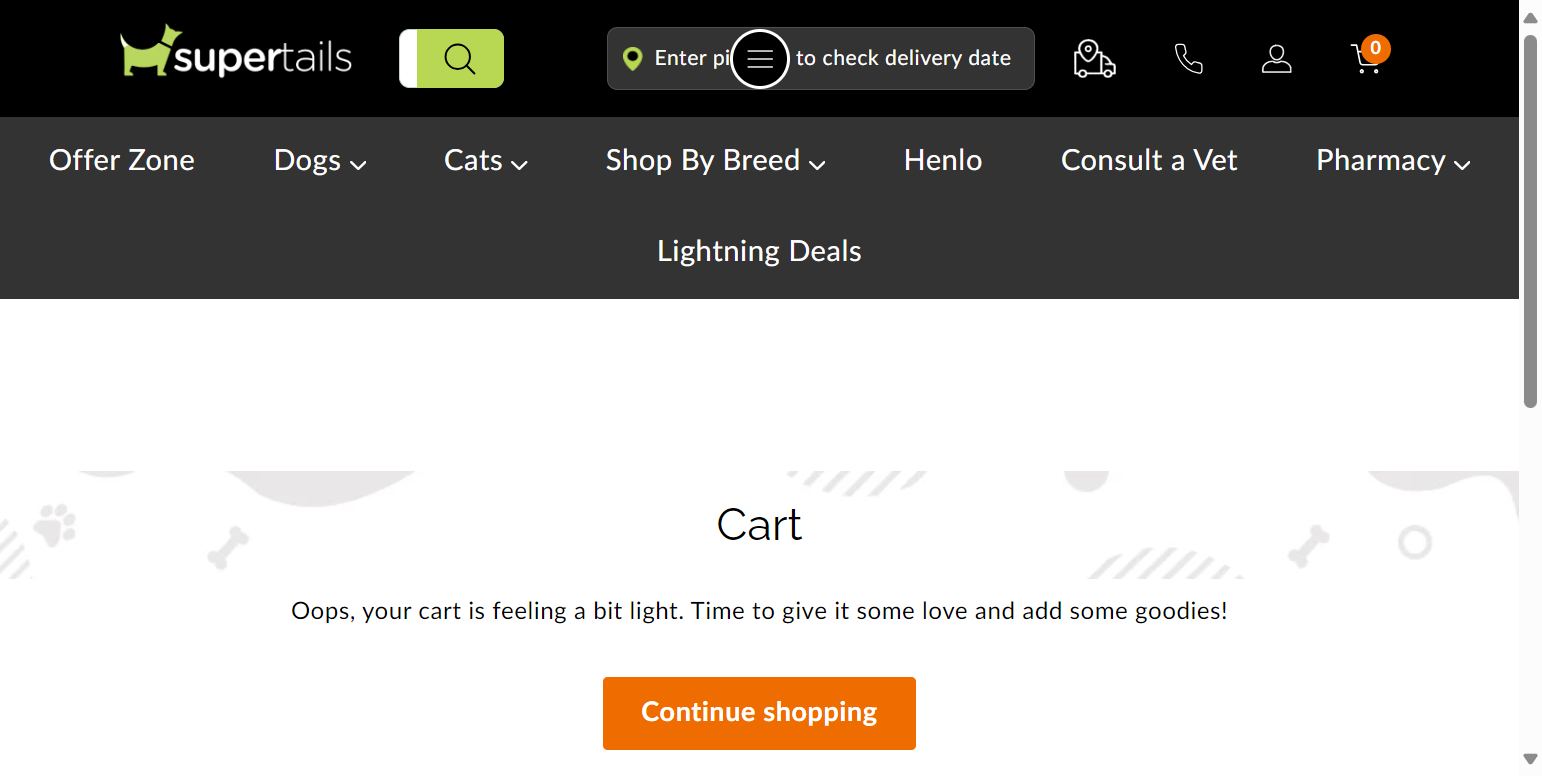 supertails
Enter pi to check delivery date
0
Offer Zone
Dogs
Cats
Shop By Breed
Henlo
Consult a Vet
Pharmacy
Lightning Deals
Cart
Oops, your cart is feeling a bit light. Time to give it some love and add some goodies!
Continue shopping